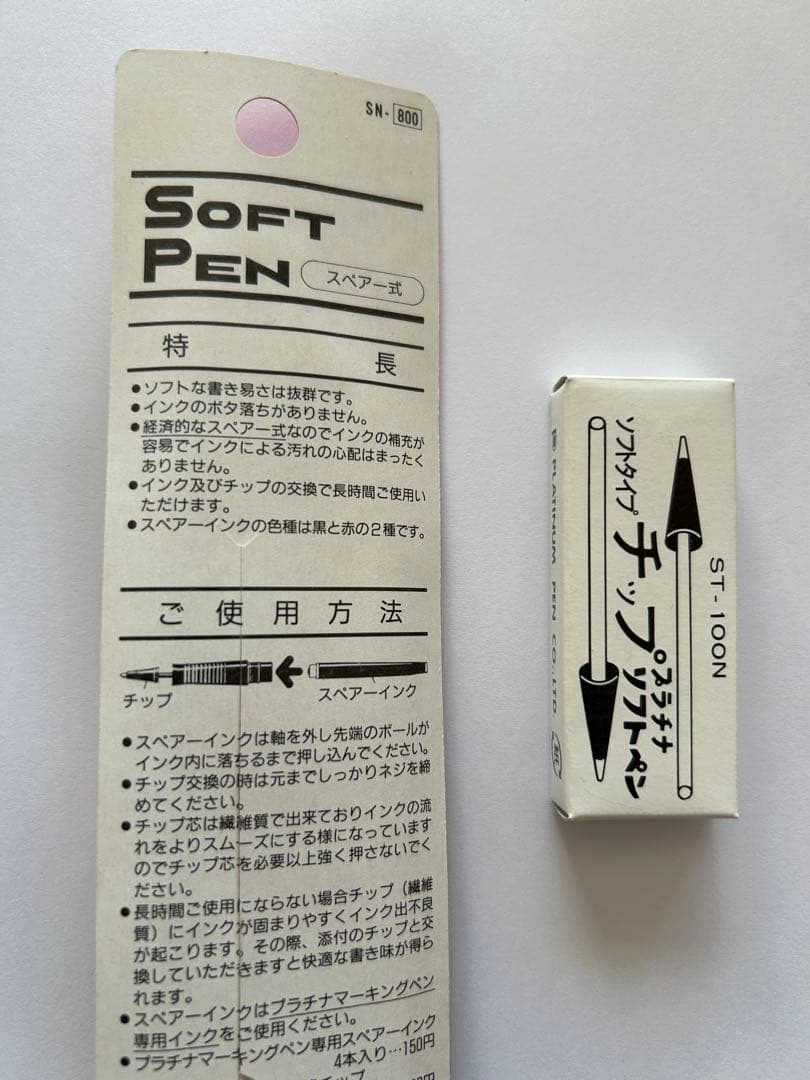 SN-800
SOFT
PEN スペアー式
特長
●ソフトな書き易さは抜群です。
●インクのボタ落ちがありません。
●経済的なスペアー式なのでインクの補充が
容易でインクによる汚れの心配はまったく
ありません。
●インク及びチップの交換で長時間ご使用い
ただけます。
●スペアーインクの色種は黒と赤の2種です。
ご使用方法
チップ スペアーインク
●スペアーインクは軸を外し先端のボールが
インク内に落ちるまで押し込んでください。
●チップ交換の時は元までしっかりネジを締
めてください。
●チップ芯は繊維質で出来ておりインクの流
れをよりスムーズにする様になっています
のでチップ芯を必要以上強く押さないでく
ださい。
●長時間ご使用にならない場合チップ（繊維
質）にインクが固まりやすくインク出不良
が起こります。その際、添付のチップと交
換していただきますと快適な書き味が得ら
れます。
●スペアーインクはプラチナマーキングペン
専用インクをご使用ください。
●プラチナマーキングペン専用スペアーインク
4本入り…150円
チップ
ST-100N
プラチナ
ソフトペン
チップ
ソフトタイプ
PLATINUM PEN CO.,LTD.